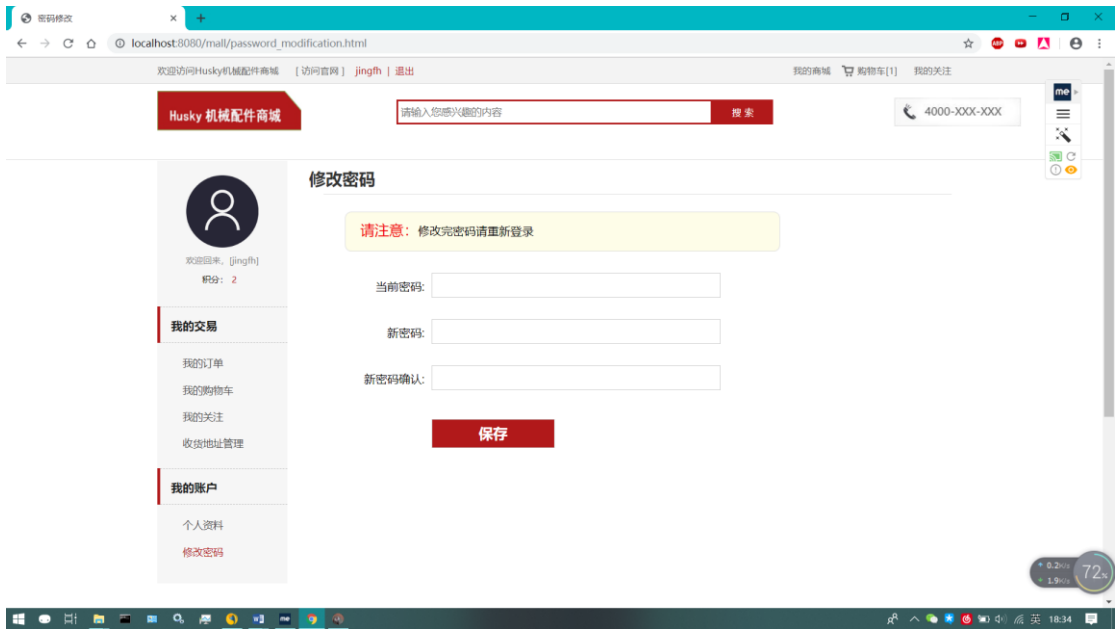 密码修改
localhost:8080/mall/password_modification.html
ABP
欢迎访问Husky机械配件商城 [ 访问官网 ] jingfh | 退出 我的商城 购物车[1] 我的关注
me
Husky 机械配件商城
请输入您感兴趣的内容 搜 索
4000-XXX-XXX
修改密码
请注意：修改完密码请重新登录
欢迎回来，[jingfh]
积分： 2
当前密码:
新密码:
新密码确认:
保存
我的交易
我的订单
我的购物车
我的关注
收货地址管理
我的账户
个人资料
修改密码
0.2K/s
1.9K/s
72%
me
英 18:34